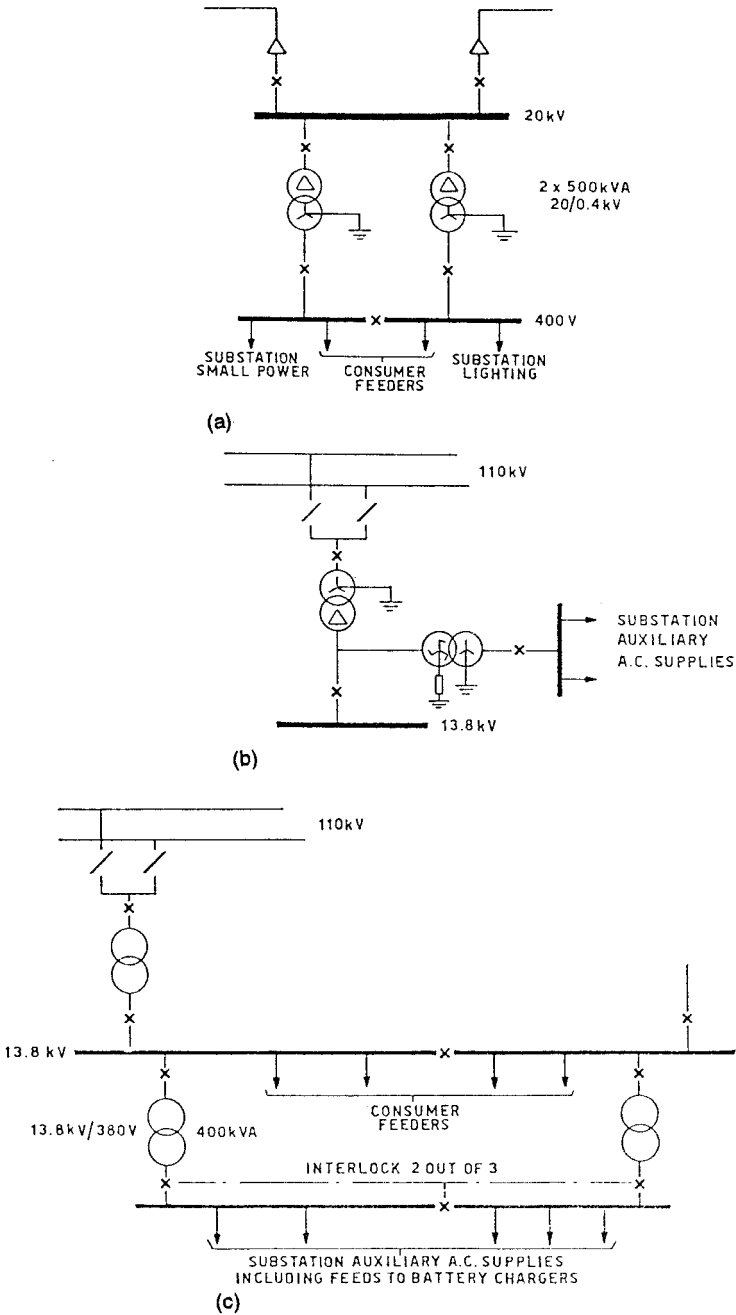 20kV
2 x 500kVA
20/0.4kV
400V
SUBSTATION
SMALL POWER
CONSUMER
FEEDERS
SUBSTATION
LIGHTING
(a)
110kV
SUBSTATION
AUXILIARY
A.C. SUPPLIES
13.8kV
(b)
110kV
13.8 kV
CONSUMER
FEEDERS
13.8kV/380V
400kVA
INTERLOCK 2 OUT OF 3
SUBSTATION AUXILIARY A.C. SUPPLIES
INCLUDING FEEDS TO BATTERY CHARGERS
(c)